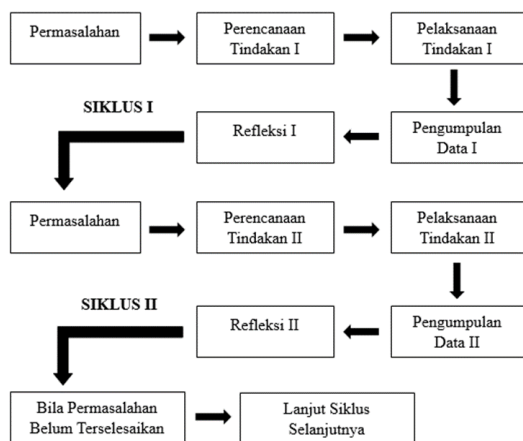 Permasalahan
Perencanaan
Tindakan I
Pelaksanaan
Tindakan I
SIKLUS I
Refleksi I
Pengumpulan
Data I
Permasalahan
Perencanaan
Tindakan II
Pelaksanaan
Tindakan II
SIKLUS II
Refleksi II
Pengumpulan
Data II
Bila Permasalahan
Belum Terselesaikan
Lanjut Siklus
Selanjutnya